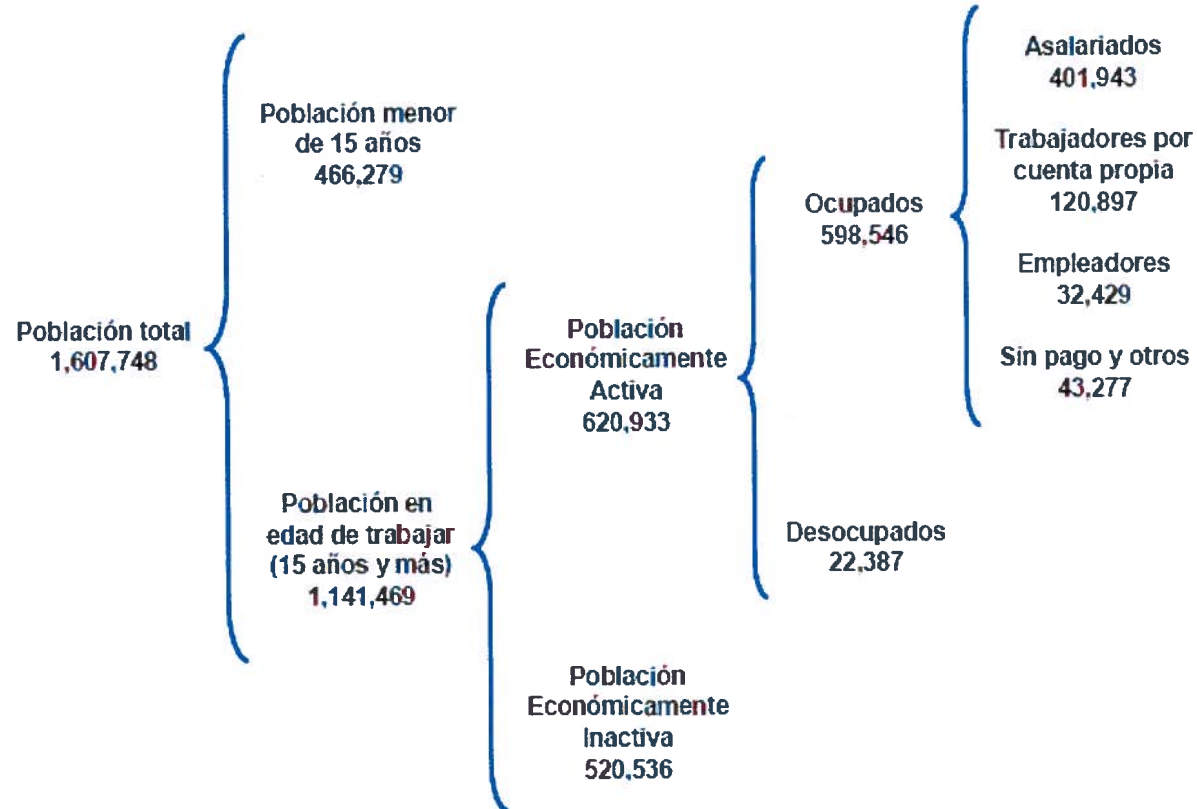 Población total
1,607,748
Población menor
de 15 años
466,279
Población en
edad de trabajar
(15 años y más)
1,141,469
Población
Económicamente
Activa
620,933
Población
Económicamente
Inactiva
520,536
Ocupados
598,546
Desocupados
22,387
Asalariados
401,943
Trabajadores por
cuenta propia
120,897
Empleadores
32,429
Sin pago y otros
43,277